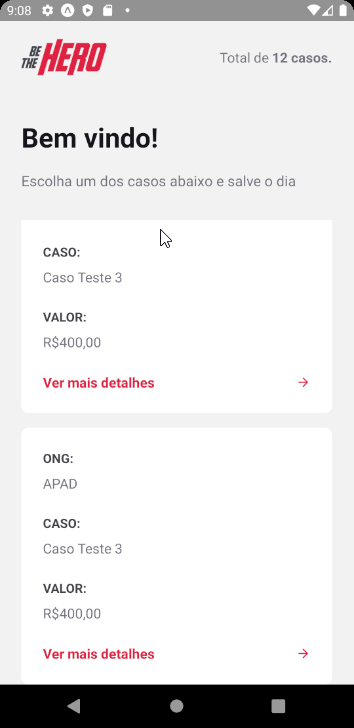 9:08
BE THE HERO
Total de 12 casos.
Bem vindo!
Escolha um dos casos abaixo e salve o dia
CASO:
Caso Teste 3
VALOR:
R$400,00
Ver mais detalhes
ONG:
APAD
CASO:
Caso Teste 3
VALOR:
R$400,00
Ver mais detalhes